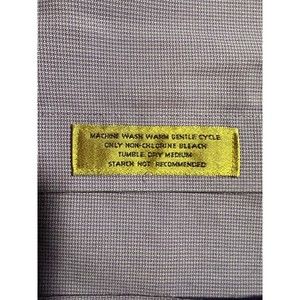 MACHINE WASH WARM GENTLE CYCLE
ONLY NON-CHLORINE BLEACH
TUMBLE DRY MEDIUM
STARCH NOT RECOMMENDED